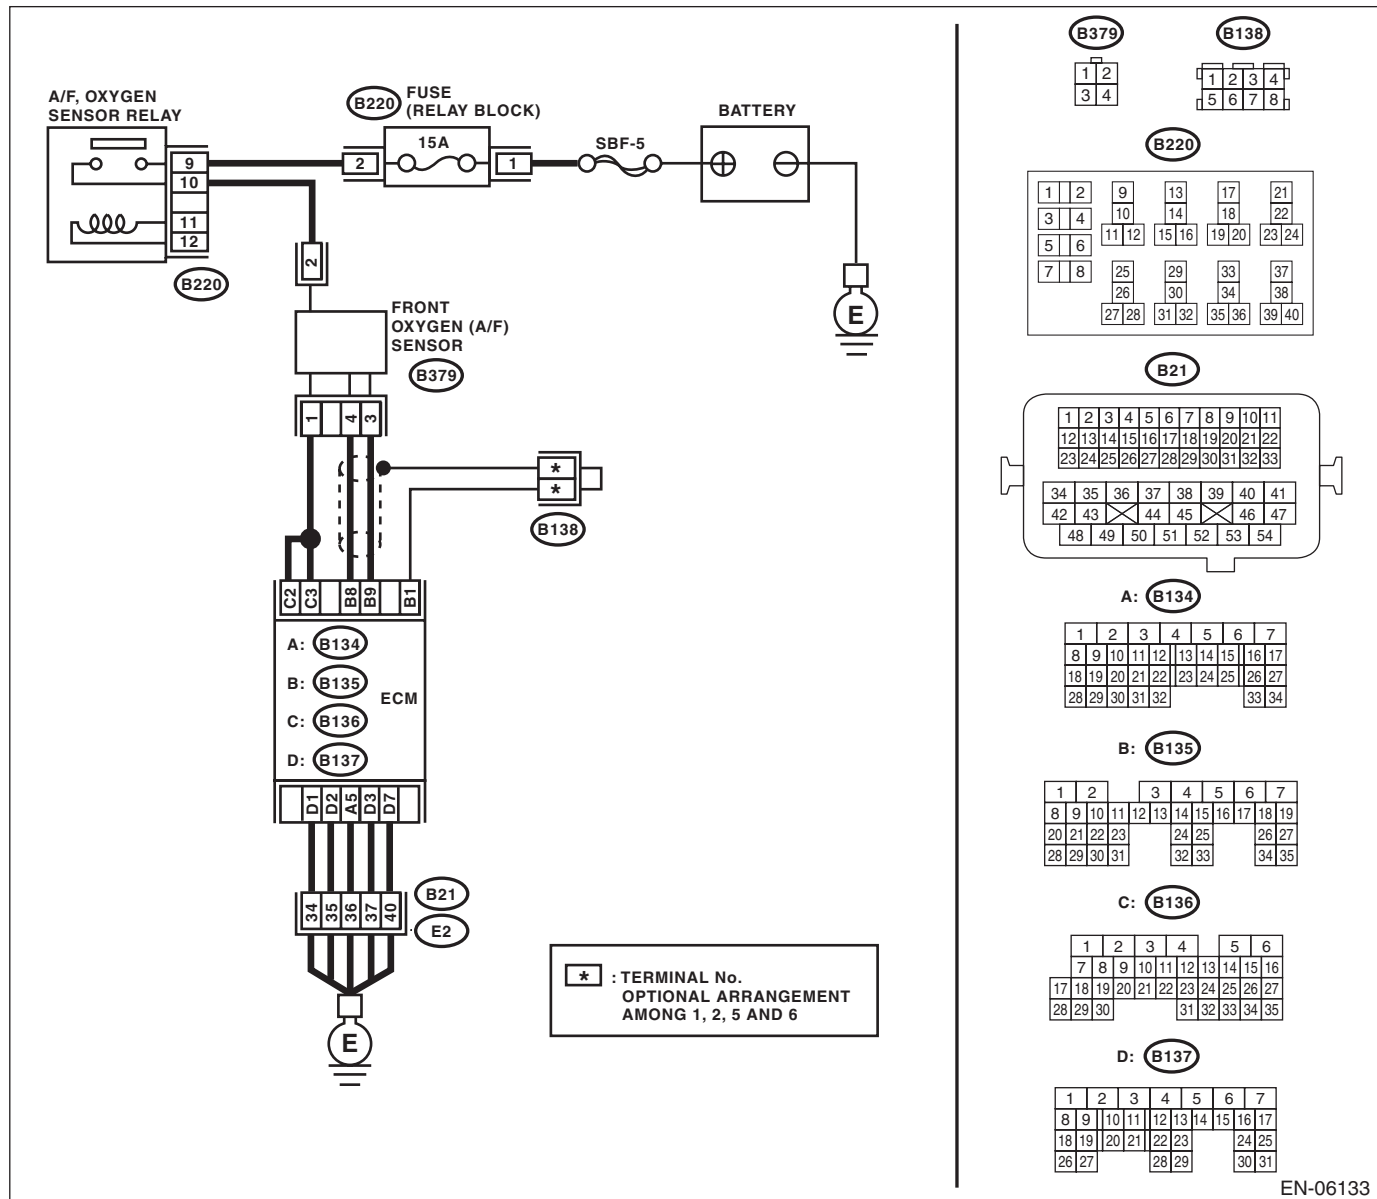 A/F, OXYGEN
SENSOR RELAY
9
10
11
12
B220
B220
FUSE
(RELAY BLOCK)
2
15A
1
SBF-5
BATTERY
E
2
FRONT
OXYGEN (A/F)
SENSOR
B379
1 4 3
*
*
B138
C2 C3 B8 B9 B1
A: B134
B: B135
C: B136
D: B137
ECM
D1 D2 A5 D3 D7
34 35 36 37 40
B21
E2
E
* : TERMINAL No.
OPTIONAL ARRANGEMENT
AMONG 1, 2, 5 AND 6
B379
1 2
3 4
B138
1 2 3 4
5 6 7 8
B220
1 2 9 13 17 21
3 4 10 14 18 22
11 12 15 16 19 20 23 24
5 6
7 8 25 29 33 37
26 30 34 38
27 28 31 32 35 36 39 40
B21
1 2 3 4 5 6 7 8 9 10 11
12 13 14 15 16 17 18 19 20 21 22
23 24 25 26 27 28 29 30 31 32 33
34 35 36 37 38 39 40 41
42 43 44 45 46 47
48 49 50 51 52 53 54
A: B134
1 2 3 4 5 6 7
8 9 10 11 12 13 14 15 16 17
18 19 20 21 22 23 24 25 26 27
28 29 30 31 32 33 34
B: B135
1 2 3 4 5 6 7
8 9 10 11 12 13 14 15 16 17 18 19
20 21 22 23 24 25 26 27
28 29 30 31 32 33 34 35
C: B136
1 2 3 4 5 6
7 8 9 10 11 12 13 14 15 16
17 18 19 20 21 22 23 24 25 26 27
28 29 30 31 32 33 34 35
D: B137
1 2 3 4 5 6 7
8 9 10 11 12 13 14 15 16 17
18 19 20 21 22 23 24 25
26 27 28 29 30 31
EN-06133